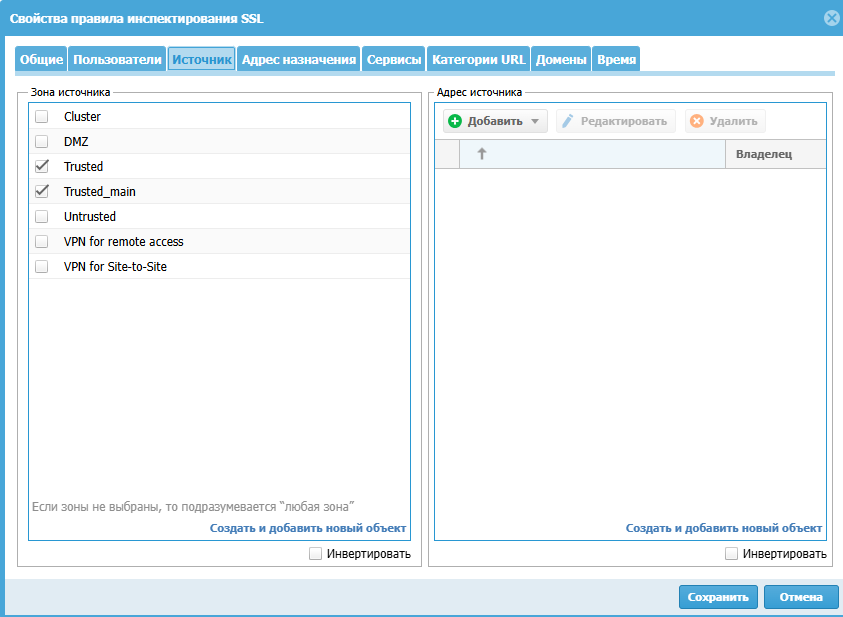 Свойства правила инспектирования SSL
Общие Пользователи Источник Адрес назначения Сервисы Категории URL Домены Время
Зона источника
Cluster
DMZ
Trusted
Trusted_main
Untrusted
VPN for remote access
VPN for Site-to-Site
Если зоны не выбраны, то подразумевается “любая зона”
Создать и добавить новый объект
Инвертировать
Адрес источника
Добавить Редактировать Удалить
Владелец
Создать и добавить новый объект
Инвертировать
Сохранить Отмена